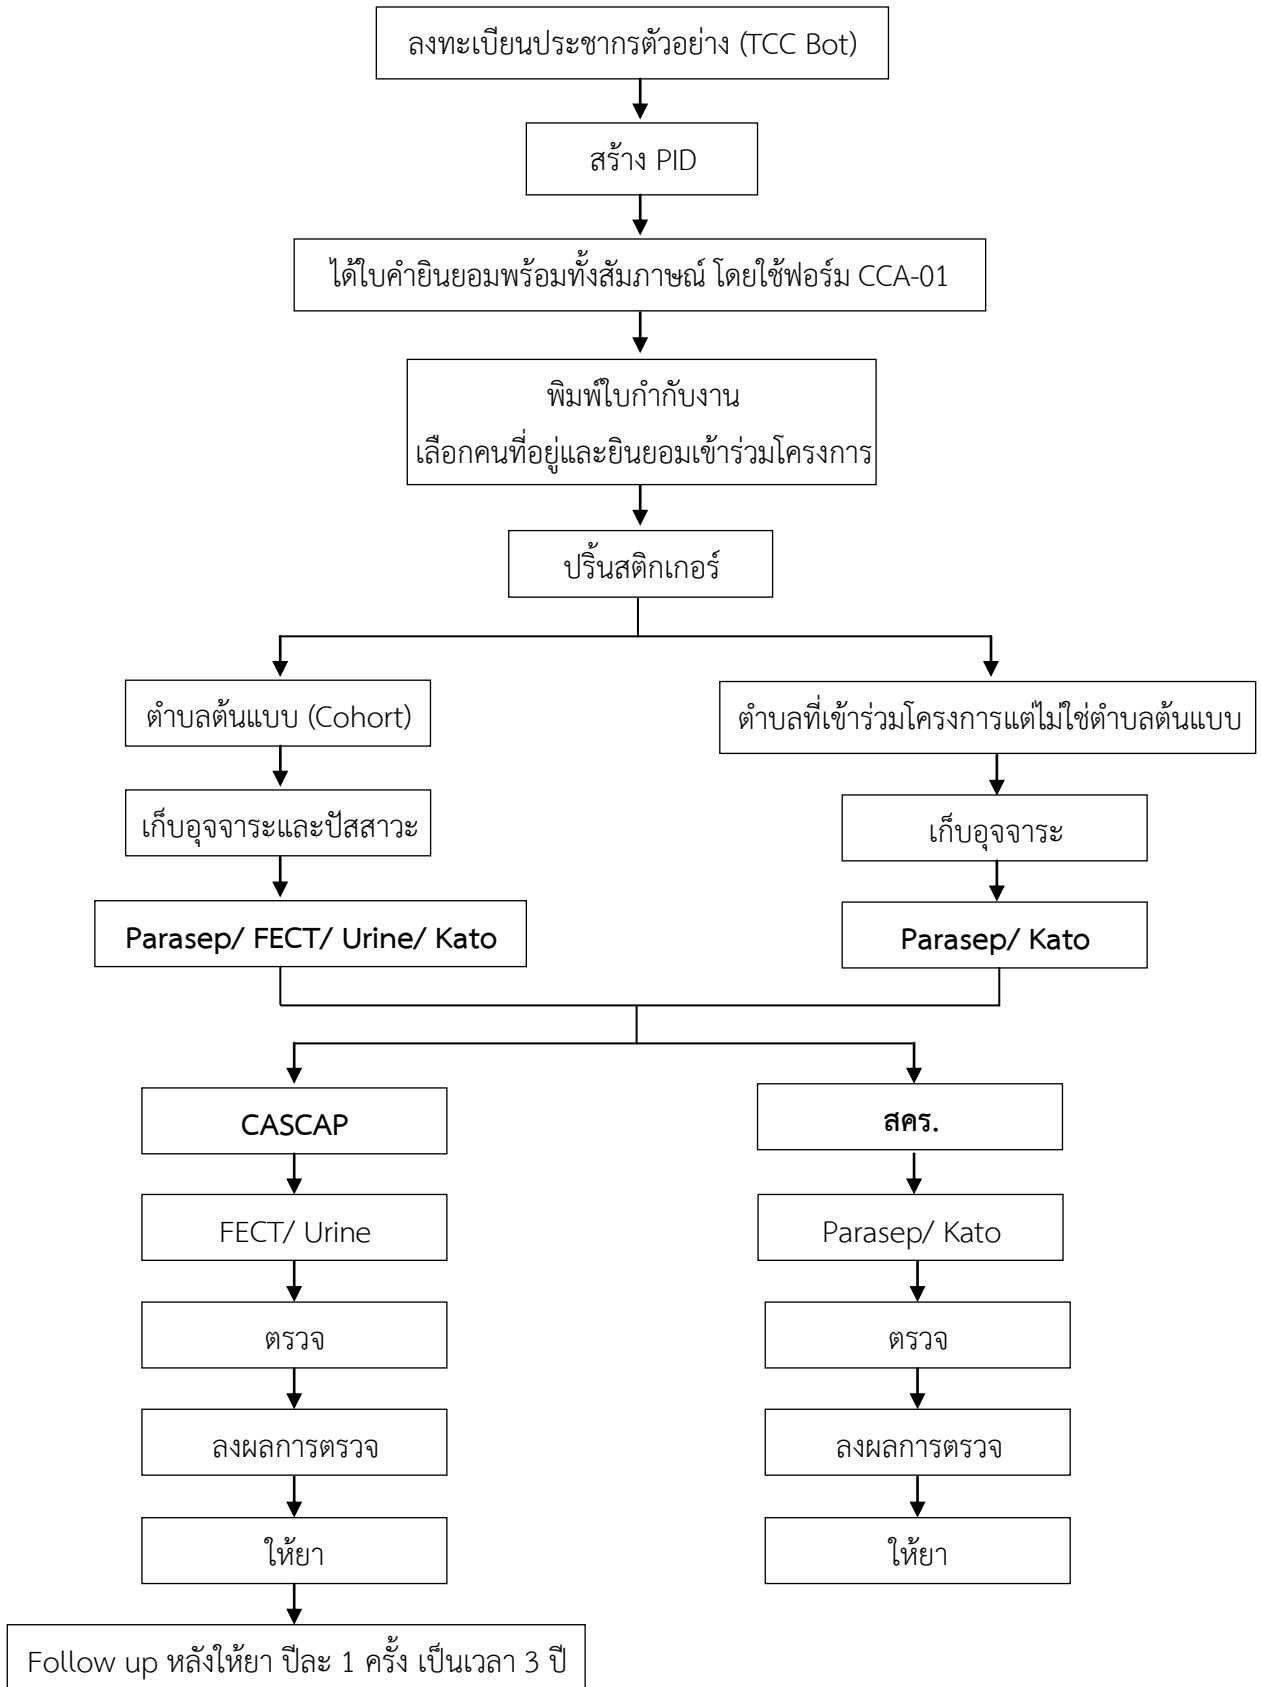 ลงทะเบียนประชากรตัวอย่าง (TCC Bot)
สร้าง PID
ได้ใบคำยินยอมพร้อมทั้งสัมภาษณ์ โดยใช้ฟอร์ม CCA-01
พิมพ์ใบกำกับงาน
เลือกคนที่อยู่และยินยอมเข้าร่วมโครงการ
ปริ้นสติกเกอร์
ตำบลต้นแบบ (Cohort)
ตำบลที่เข้าร่วมโครงการแต่ไม่ใช่ตำบลต้นแบบ
เก็บอุจจาระและปัสสาวะ
เก็บอุจจาระ
Parasep/ FECT/ Urine/ Kato
Parasep/ Kato
CASCAP
สคร.
FECT/ Urine
Parasep/ Kato
ตรวจ
ตรวจ
ลงผลการตรวจ
ลงผลการตรวจ
ให้ยา
ให้ยา
Follow up หลังให้ยา ปีละ 1 ครั้ง เป็นเวลา 3 ปี